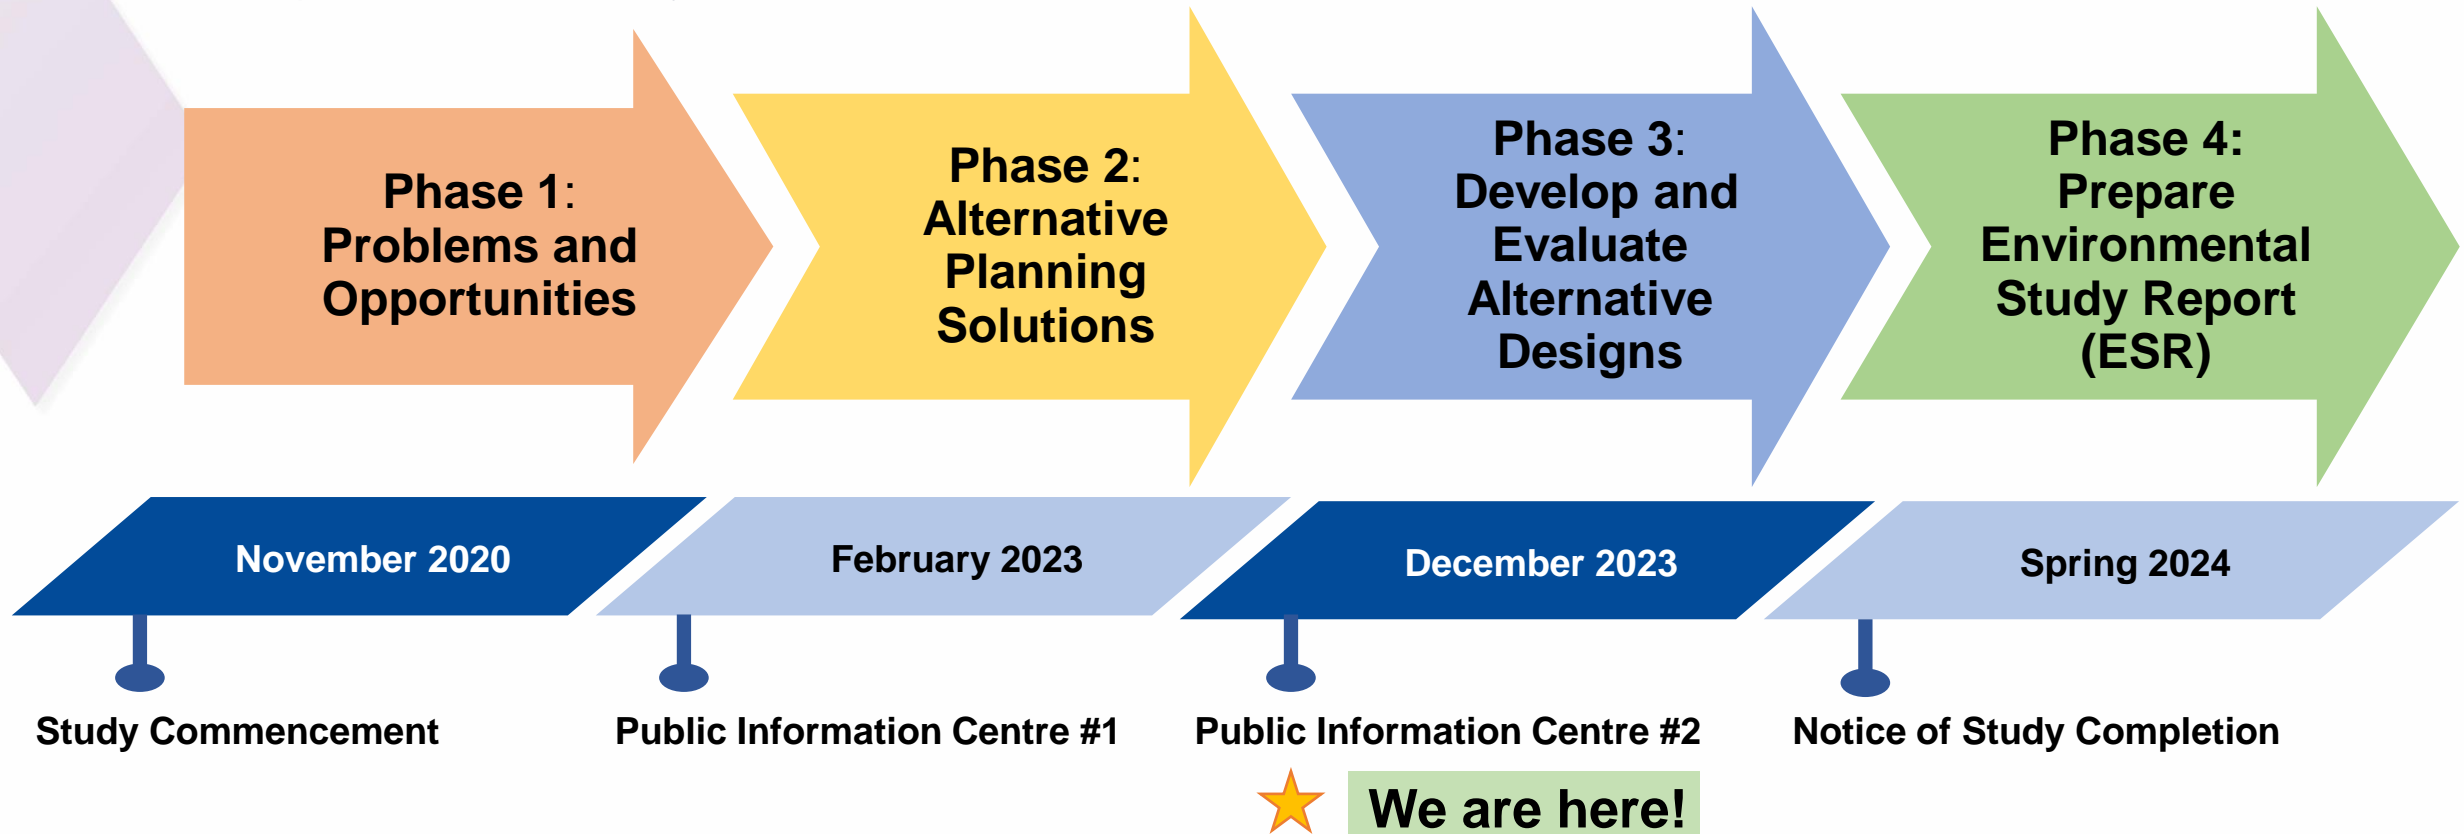 Phase 1:
Problems and
Opportunities
Phase 2:
Alternative
Planning
Solutions
Phase 3:
Develop and
Evaluate
Alternative
Designs
Phase 4:
Prepare
Environmental
Study Report
(ESR)
November 2020
February 2023
December 2023
Spring 2024
Study Commencement
Public Information Centre #1
Public Information Centre #2
Notice of Study Completion
We are here!